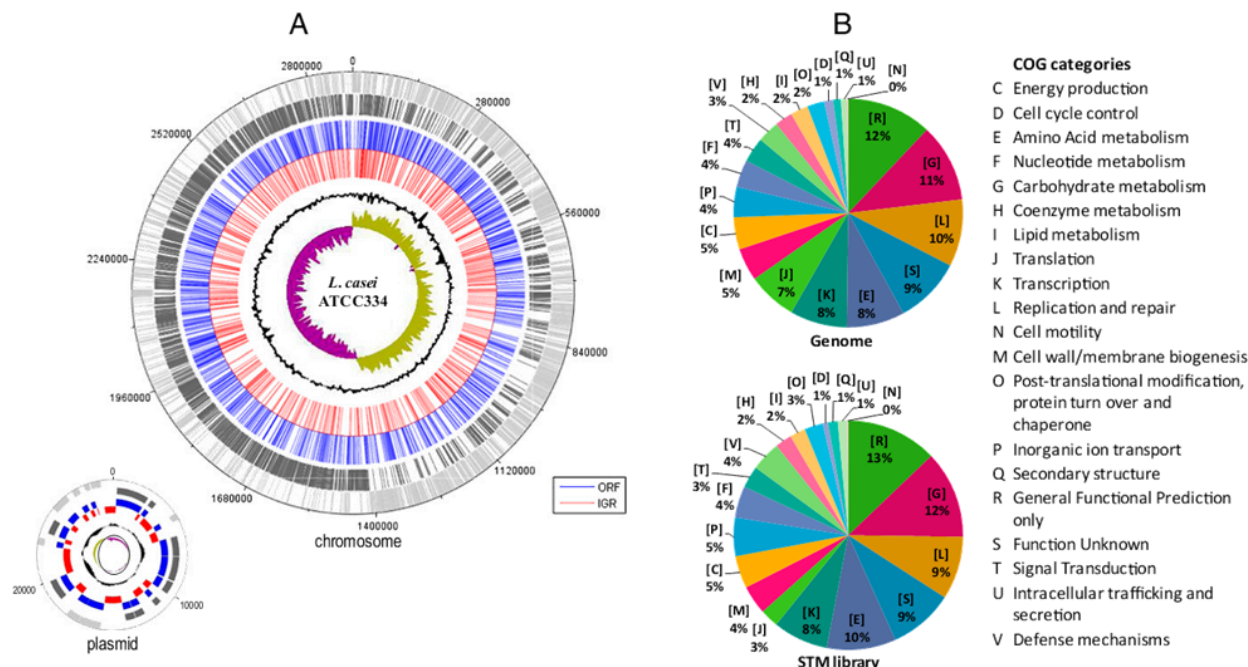 A
0
280000
560000
840000
1120000
1400000
1680000
1960000
2240000
2520000
2800000
L. casei
ATCC334
chromosome
ORF
IGR
0
10000
20000
plasmid
B
[R]
12%
[G]
11%
[L]
10%
[S]
9%
[E]
8%
[K]
8%
[J]
7%
[M]
5%
[C]
5%
[P]
4%
[F]
4%
[T]
4%
[V]
3%
[H]
2%
[I]
2%
[O]
2%
[D]
1%
[Q]
1%
[U]
1%
[N]
0%
Genome
[R]
13%
[G]
12%
[L]
9%
[S]
9%
[E]
10%
[K]
8%
[J]
3%
[M]
4%
[C]
5%
[P]
5%
[F]
4%
[T]
3%
[V]
4%
[H]
2%
[I]
2%
[O]
3%
[D]
1%
[Q]
1%
[U]
1%
[N]
0%
STM library
COG categories
C Energy production
D Cell cycle control
E Amino Acid metabolism
F Nucleotide metabolism
G Carbohydrate metabolism
H Coenzyme metabolism
I Lipid metabolism
J Translation
K Transcription
L Replication and repair
N Cell motility
M Cell wall/membrane biogenesis
O Post-translational modification,
protein turn over and
chaperone
P Inorganic ion transport
Q Secondary structure
R General Functional Prediction
only
S Function Unknown
T Signal Transduction
U Intracellular trafficking and
secretion
V Defense mechanisms